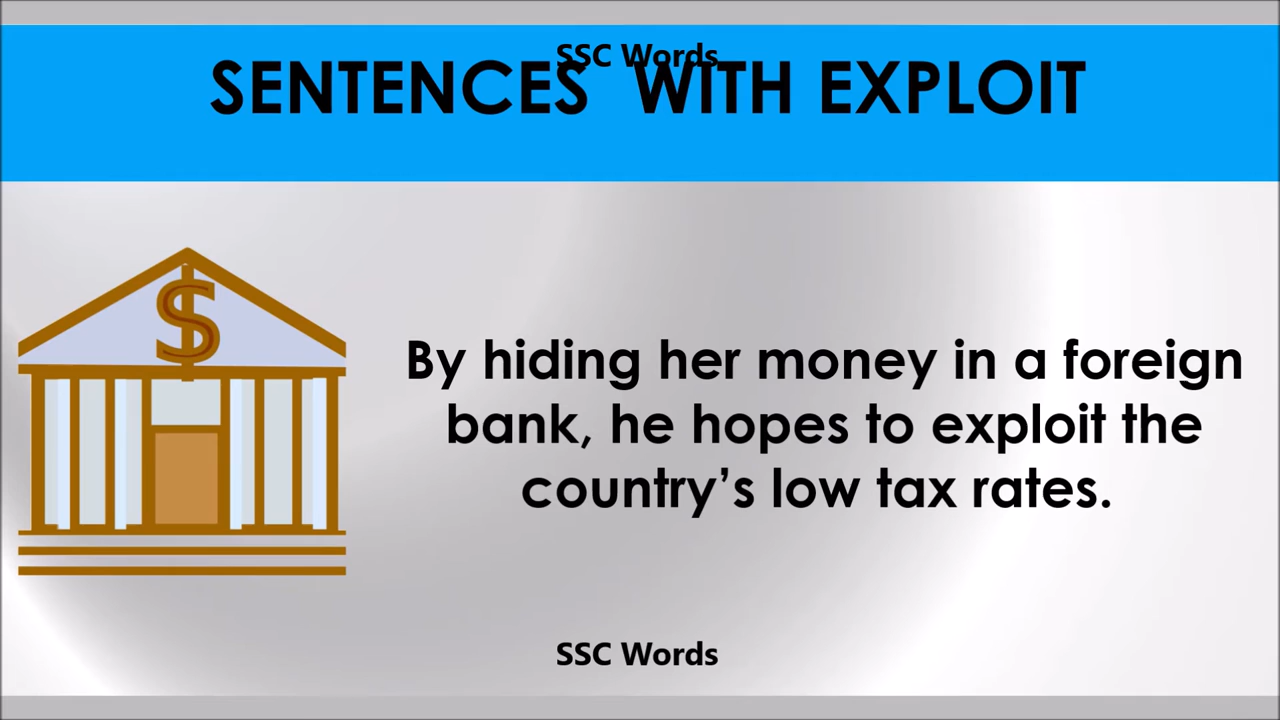 SSC Words
SENTENCES WITH EXPLOIT
$
By hiding her money in a foreign
bank, he hopes to exploit the
country’s low tax rates.
SSC Words